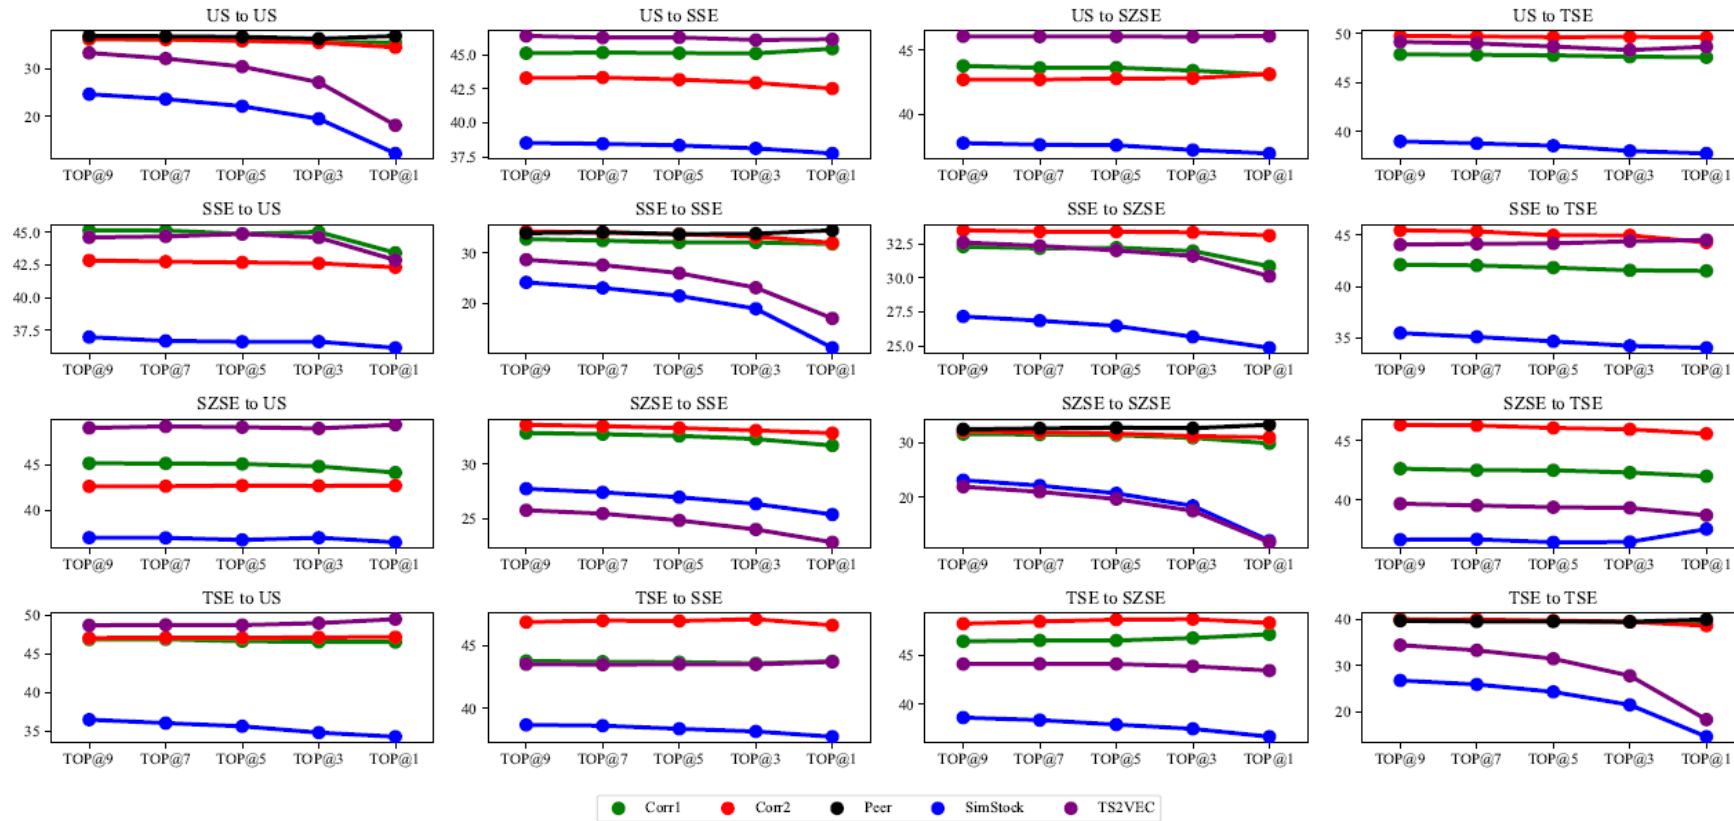 US to US
US to SSE
US to SZSE
US to TSE
30
20
TOP@9 TOP@7 TOP@5 TOP@3 TOP@1
45.0
42.5
40.0
37.5
TOP@9 TOP@7 TOP@5 TOP@3 TOP@1
45
40
TOP@9 TOP@7 TOP@5 TOP@3 TOP@1
50
45
40
TOP@9 TOP@7 TOP@5 TOP@3 TOP@1
SSE to US
SSE to SSE
SSE to SZSE
SSE to TSE
45.0
42.5
40.0
37.5
TOP@9 TOP@7 TOP@5 TOP@3 TOP@1
30
20
TOP@9 TOP@7 TOP@5 TOP@3 TOP@1
32.5
30.0
27.5
25.0
TOP@9 TOP@7 TOP@5 TOP@3 TOP@1
45
40
35
TOP@9 TOP@7 TOP@5 TOP@3 TOP@1
SZSE to US
SZSE to SSE
SZSE to SZSE
SZSE to TSE
45
40
TOP@9 TOP@7 TOP@5 TOP@3 TOP@1
30
25
TOP@9 TOP@7 TOP@5 TOP@3 TOP@1
30
20
TOP@9 TOP@7 TOP@5 TOP@3 TOP@1
45
40
TOP@9 TOP@7 TOP@5 TOP@3 TOP@1
TSE to US
TSE to SSE
TSE to SZSE
TSE to TSE
50
45
40
35
TOP@9 TOP@7 TOP@5 TOP@3 TOP@1
45
40
TOP@9 TOP@7 TOP@5 TOP@3 TOP@1
45
40
TOP@9 TOP@7 TOP@5 TOP@3 TOP@1
40
30
20
TOP@9 TOP@7 TOP@5 TOP@3 TOP@1
Corr1 Corr2 Peer SimStock TS2VEC